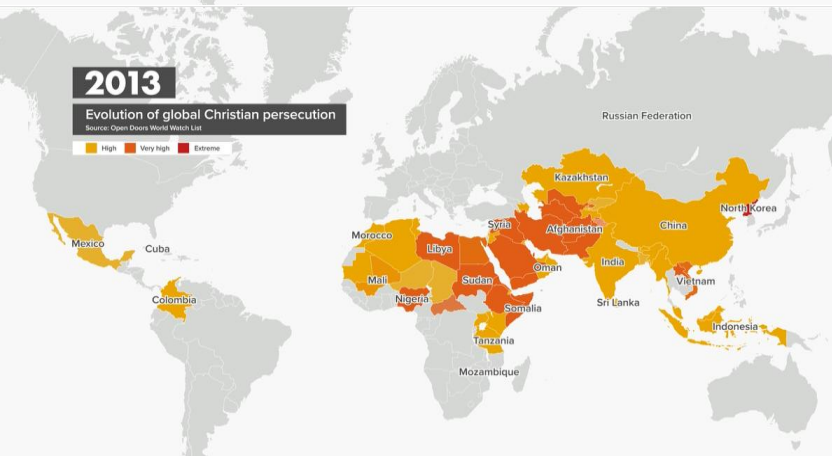 2013
Evolution of global Christian persecution
Source: Open Doors World Watch List
High Very high Extreme
Russian Federation
Kazakhstan
North Korea
Mexico
Cuba
Morocco
Syria
Afghanistan
China
Libya
Oman
India
Mali
Sudan
Vietnam
Colombia
Nigeria
Somalia
Sri Lanka
Indonesia
Tanzania
Mozambique